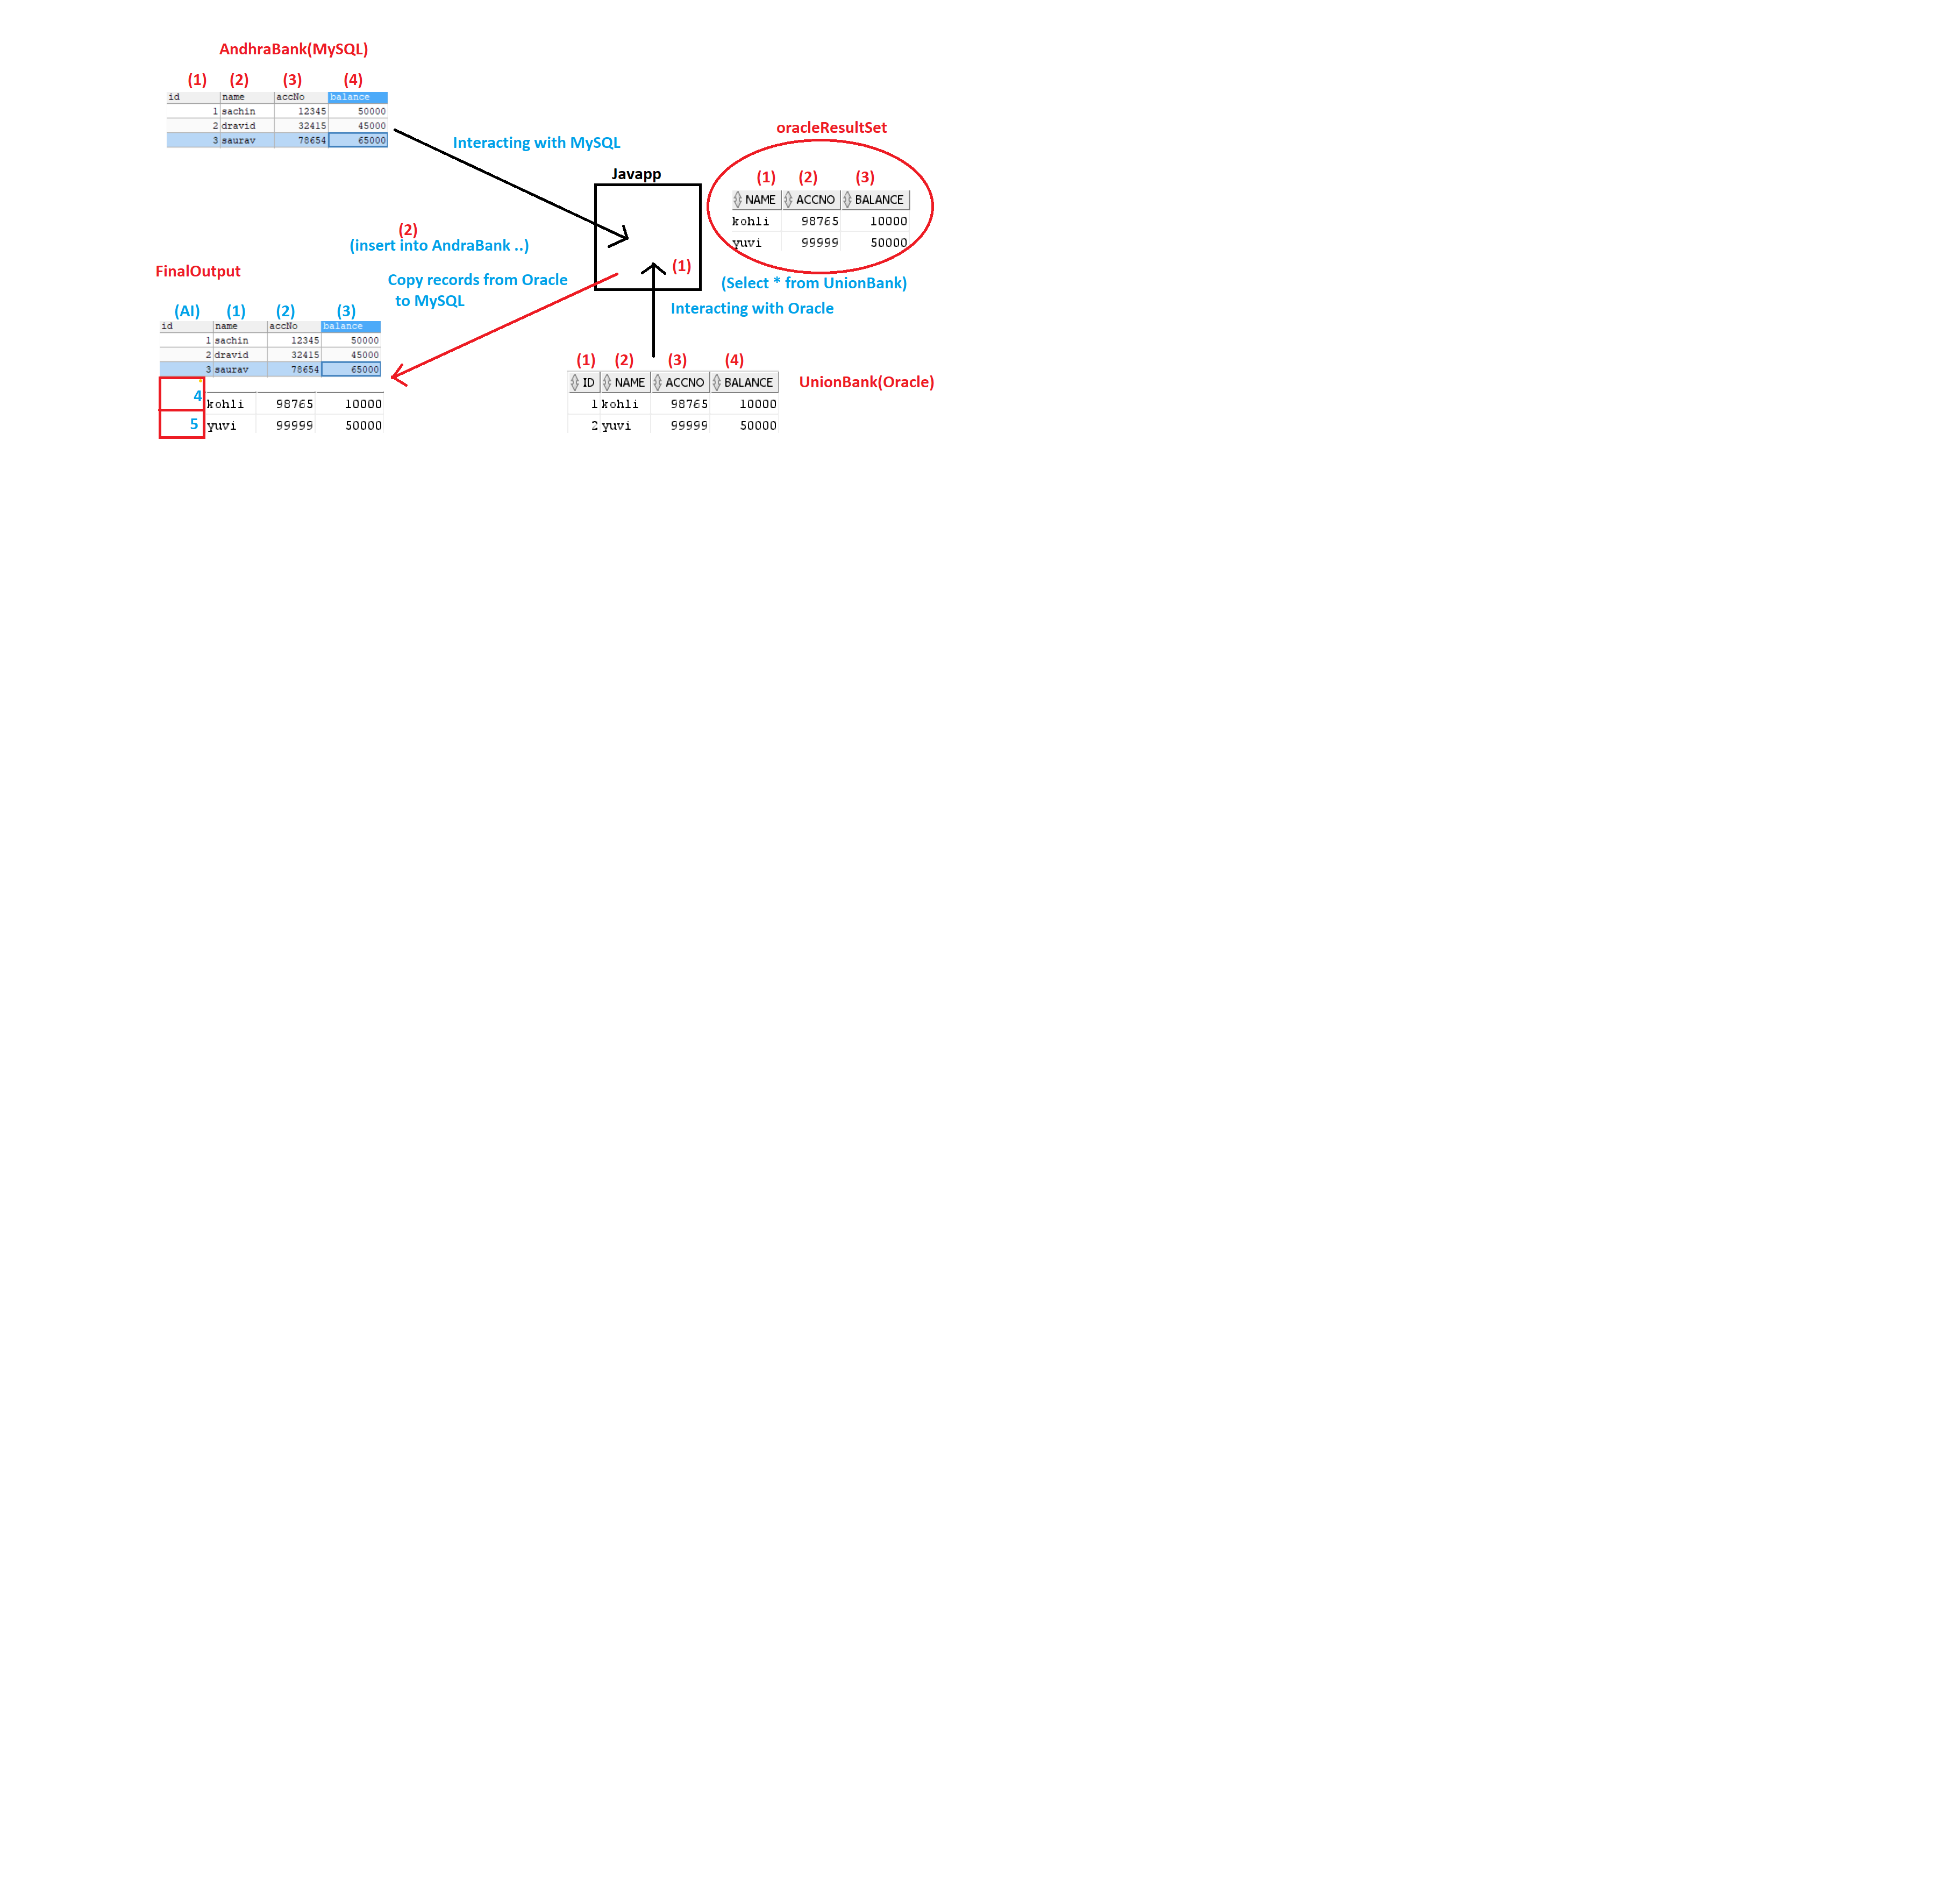 AndhraBank(MySQL)
(1) (2) (3) (4)
id name accNo balance
1 sachin 12345 50000
2 dravid 32415 45000
3 saurav 78654 65000
Interacting with MySQL
Javapp
oracleResultSet
(1) (2) (3)
NAME ACCNO BALANCE
kohli 98765 10000
yuvi 99999 50000
(2)
(insert into AndraBank ..)
Copy records from Oracle
to MySQL
(1)
(Select * from UnionBank)
Interacting with Oracle
FinalOutput
(AI) (1) (2) (3)
id name accNo balance
1 sachin 12345 50000
2 dravid 32415 45000
3 saurav 78654 65000
4 kohli 98765 10000
5 yuvi 99999 50000
(1) (2) (3) (4)
ID NAME ACCNO BALANCE
1 kohli 98765 10000
2 yuvi 99999 50000
UnionBank(Oracle)